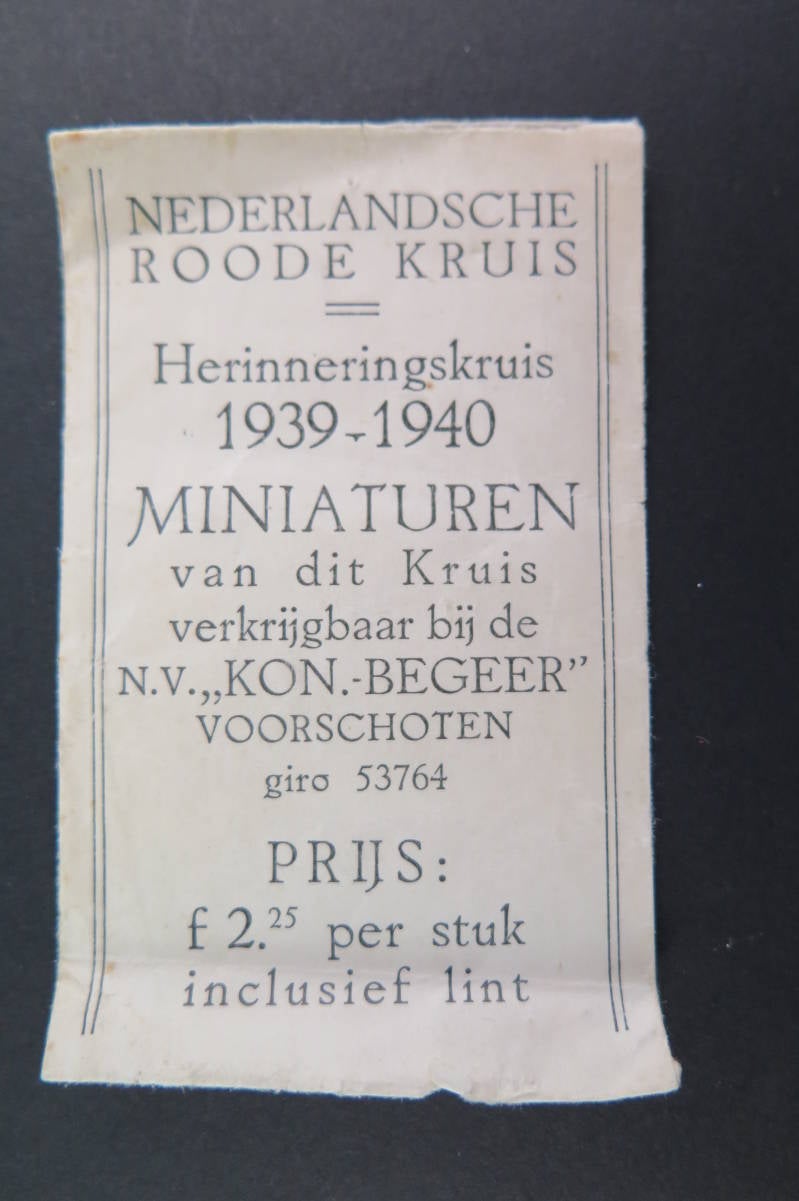 NEDERLANDSCHE
ROODE KRUIS
Herinneringskruis
1939-1940
MINIATUREN
van dit Kruis
verkrijgbaar bij de
N.V. „KON.-BEGEER”
VOORSCHOTEN
giro 53764
PRIJS:
f 2.25 per stuk
inclusief lint